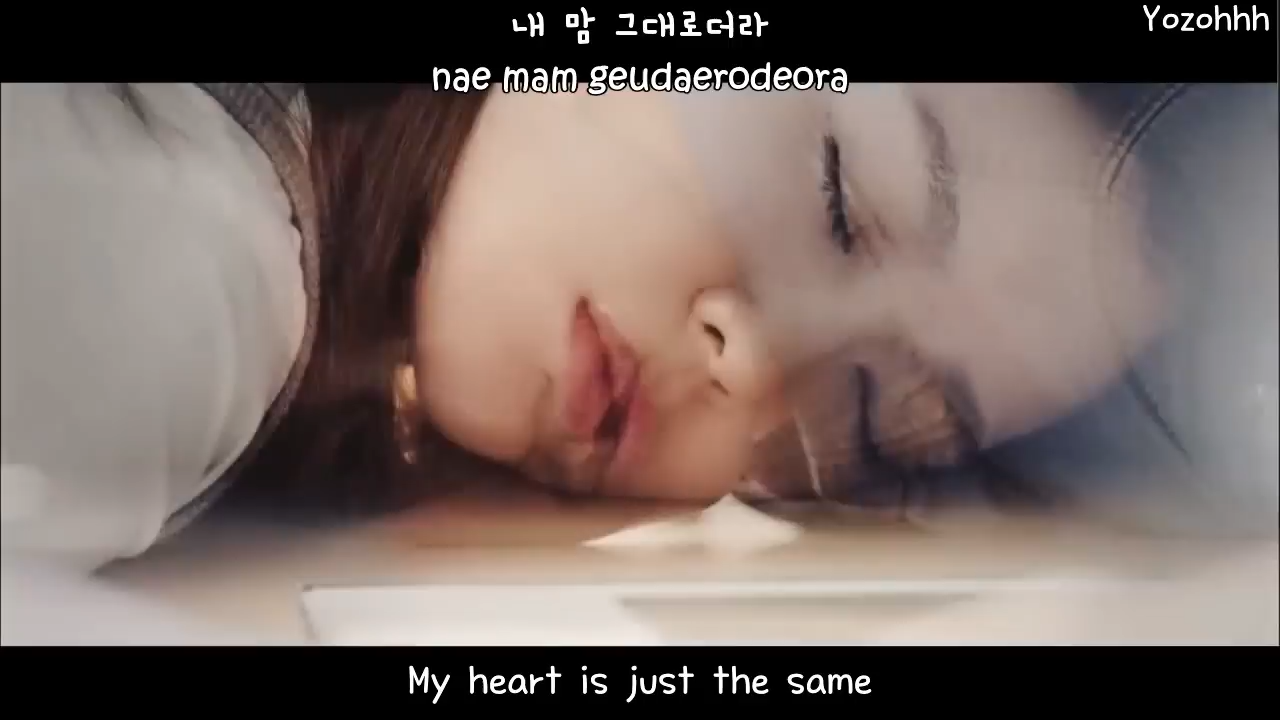 내 맘 그대로더라
Yozohhh
nae mam geudaerodeora
My heart is just the same